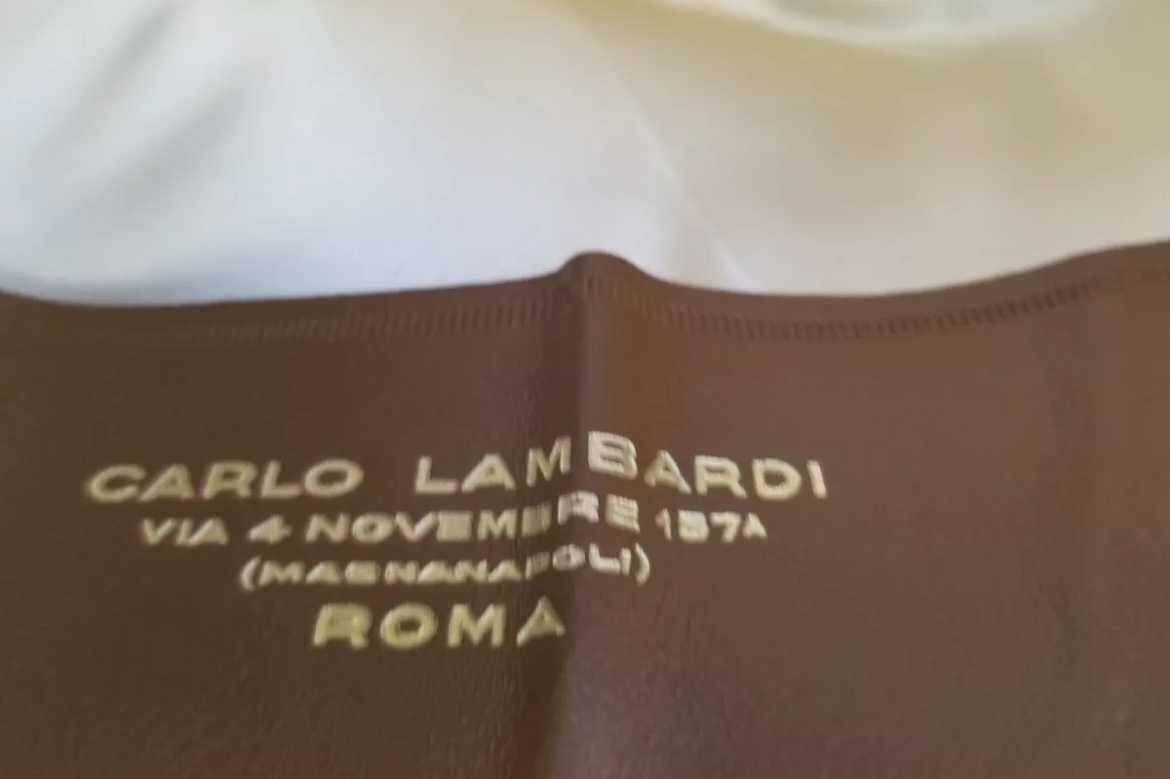 CARLO LAMBARDI
VIA 4 NOVEMBRE 157A
(MAGNANAPOLI)
ROMA